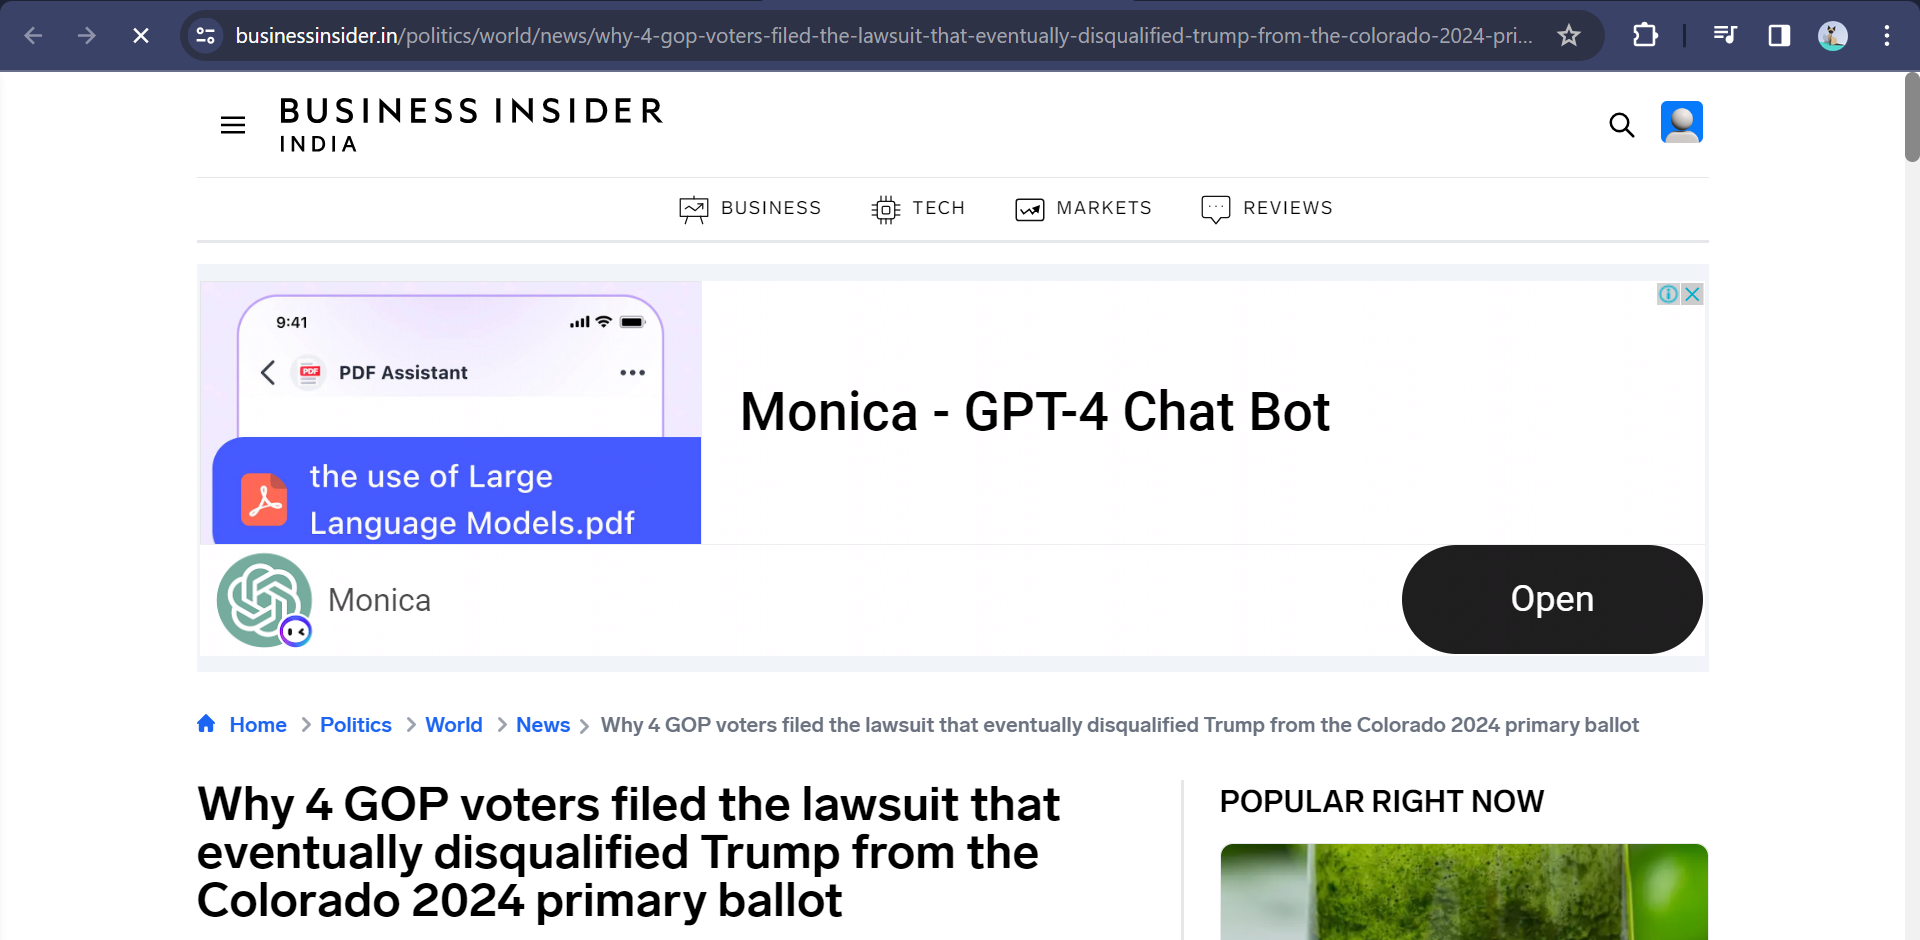 businessinsider.in/politics/world/news/why-4-gop-voters-filed-the-lawsuit-that-eventually-disqualified-trump-from-the-colorado-2024-pri...
BUSINESS INSIDER
INDIA
BUSINESS
TECH
MARKETS
REVIEWS
9:41
PDF
PDF Assistant
the use of Large
Language Models.pdf
Monica - GPT-4 Chat Bot
Monica
Open
Home
Politics
World
News
Why 4 GOP voters filed the lawsuit that eventually disqualified Trump from the Colorado 2024 primary ballot
Why 4 GOP voters filed the lawsuit that
eventually disqualified Trump from the
Colorado 2024 primary ballot
POPULAR RIGHT NOW